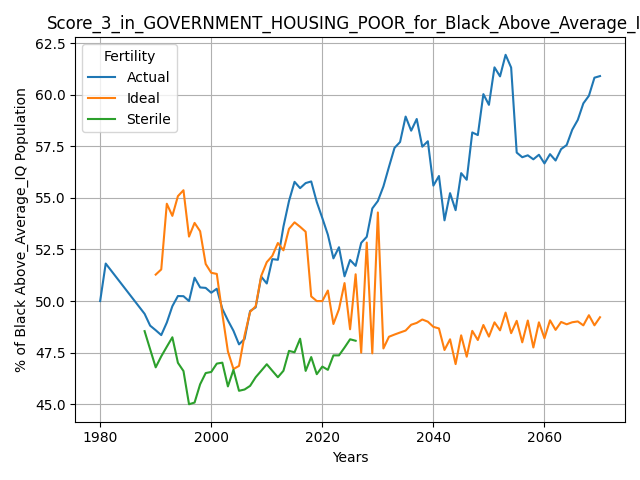 Score_3_in_GOVERNMENT_HOUSING_POOR_for_Black_Above_Average_I
Fertility
Actual
Ideal
Sterile
% of Black Above_Average_IQ Population
62.5
60.0
57.5
55.0
52.5
50.0
47.5
45.0
1980
2000
2020
2040
2060
Years